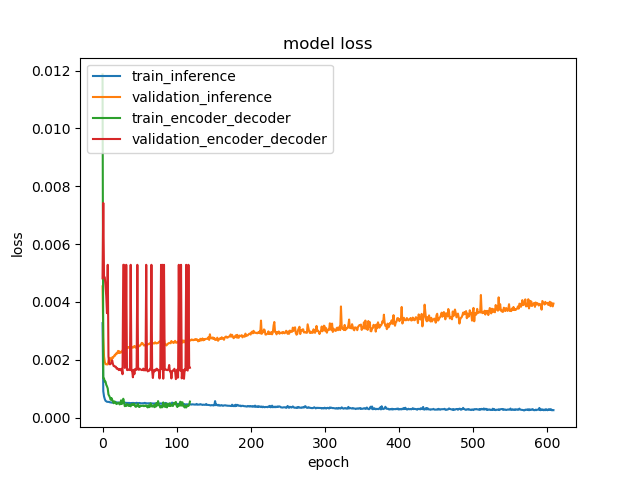 model loss
train_inference
validation_inference
train_encoder_decoder
validation_encoder_decoder
0.012
0.010
0.008
0.006
0.004
0.002
0.000
loss
0 100 200 300 400 500 600
epoch